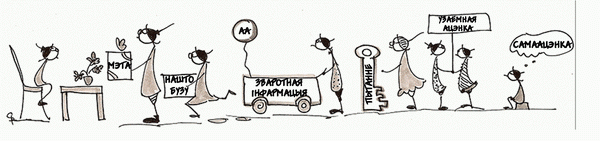 МЭТА
НАШТО
БУЗУ
АА
ЗВАРОТНАЯ
ІНФАРМАЦЫЯ
ПЫТАННЕ
УЗАЕМНАЯ
АЦЭНКА
САМААЦЭНКА